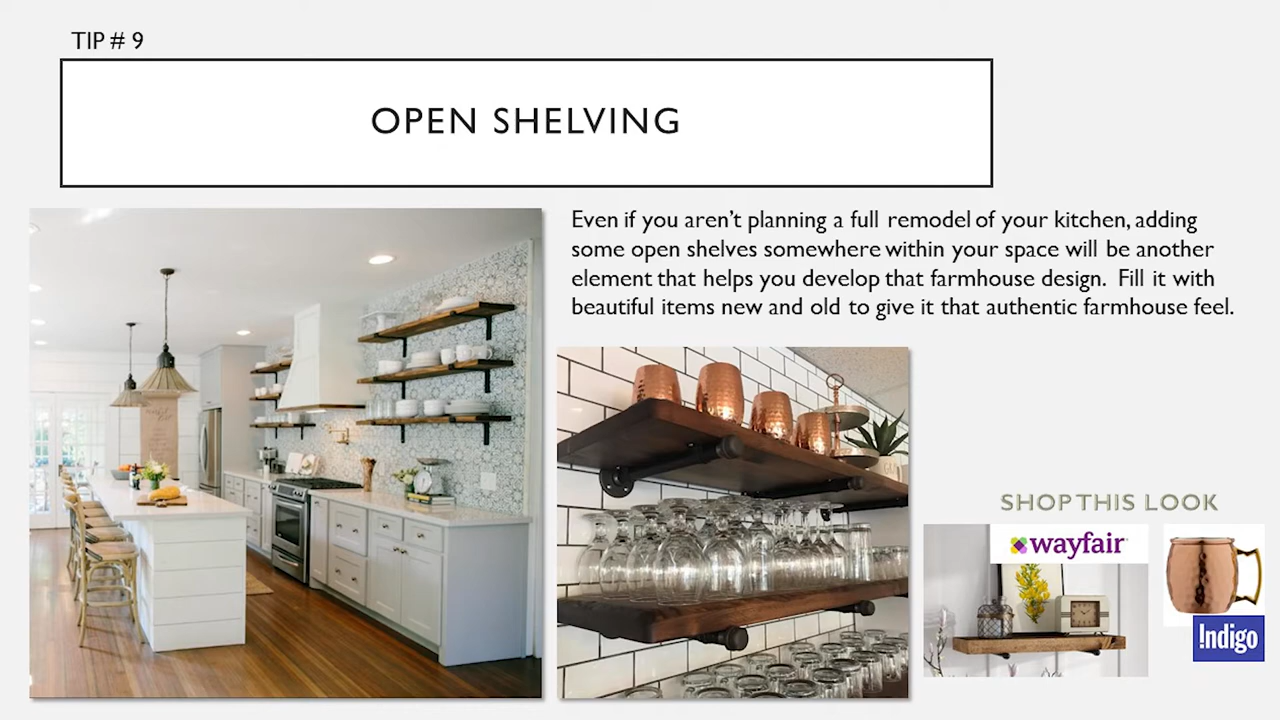 TIP # 9
OPEN SHELVING
Even if you aren't planning a full remodel of your kitchen, adding
some open shelves somewhere within your space will be another
element that helps you develop that farmhouse design. Fill it with
beautiful items new and old to give it that authentic farmhouse feel.
SHOP THIS LOOK
wayfair
!ndigo